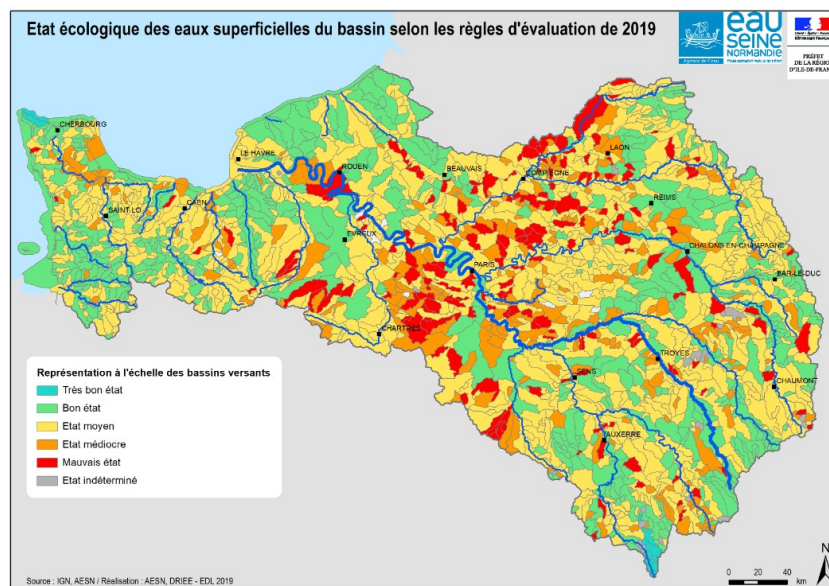 Etat écologique des eaux superficielles du bassin selon les règles d'évaluation de 2019
eau
SEINE
NORMANDIE
Agence de l'eau
PRÉFET
DE LA RÉGION
D'ILE-DE-FRANCE
CHERBOURG
LE HAVRE
ROUEN
BEAUVAIS
COMPIEGNE
LAON
SAINT-LO
CAEN
EVREUX
REIMS
CHALONS-EN-CHAMPAGNE
PARIS
BAR-LE-DUC
CHARTRES
TROYES
SENS
CHAUMONT
AUXERRE
Représentation à l'échelle des bassins versants
Très bon état
Bon état
Etat moyen
Etat médiocre
Mauvais état
Etat indéterminé
Source : IGN, AESN / Réalisation : AESN, DRIEE - EDL 2019
0 20 40
km
N